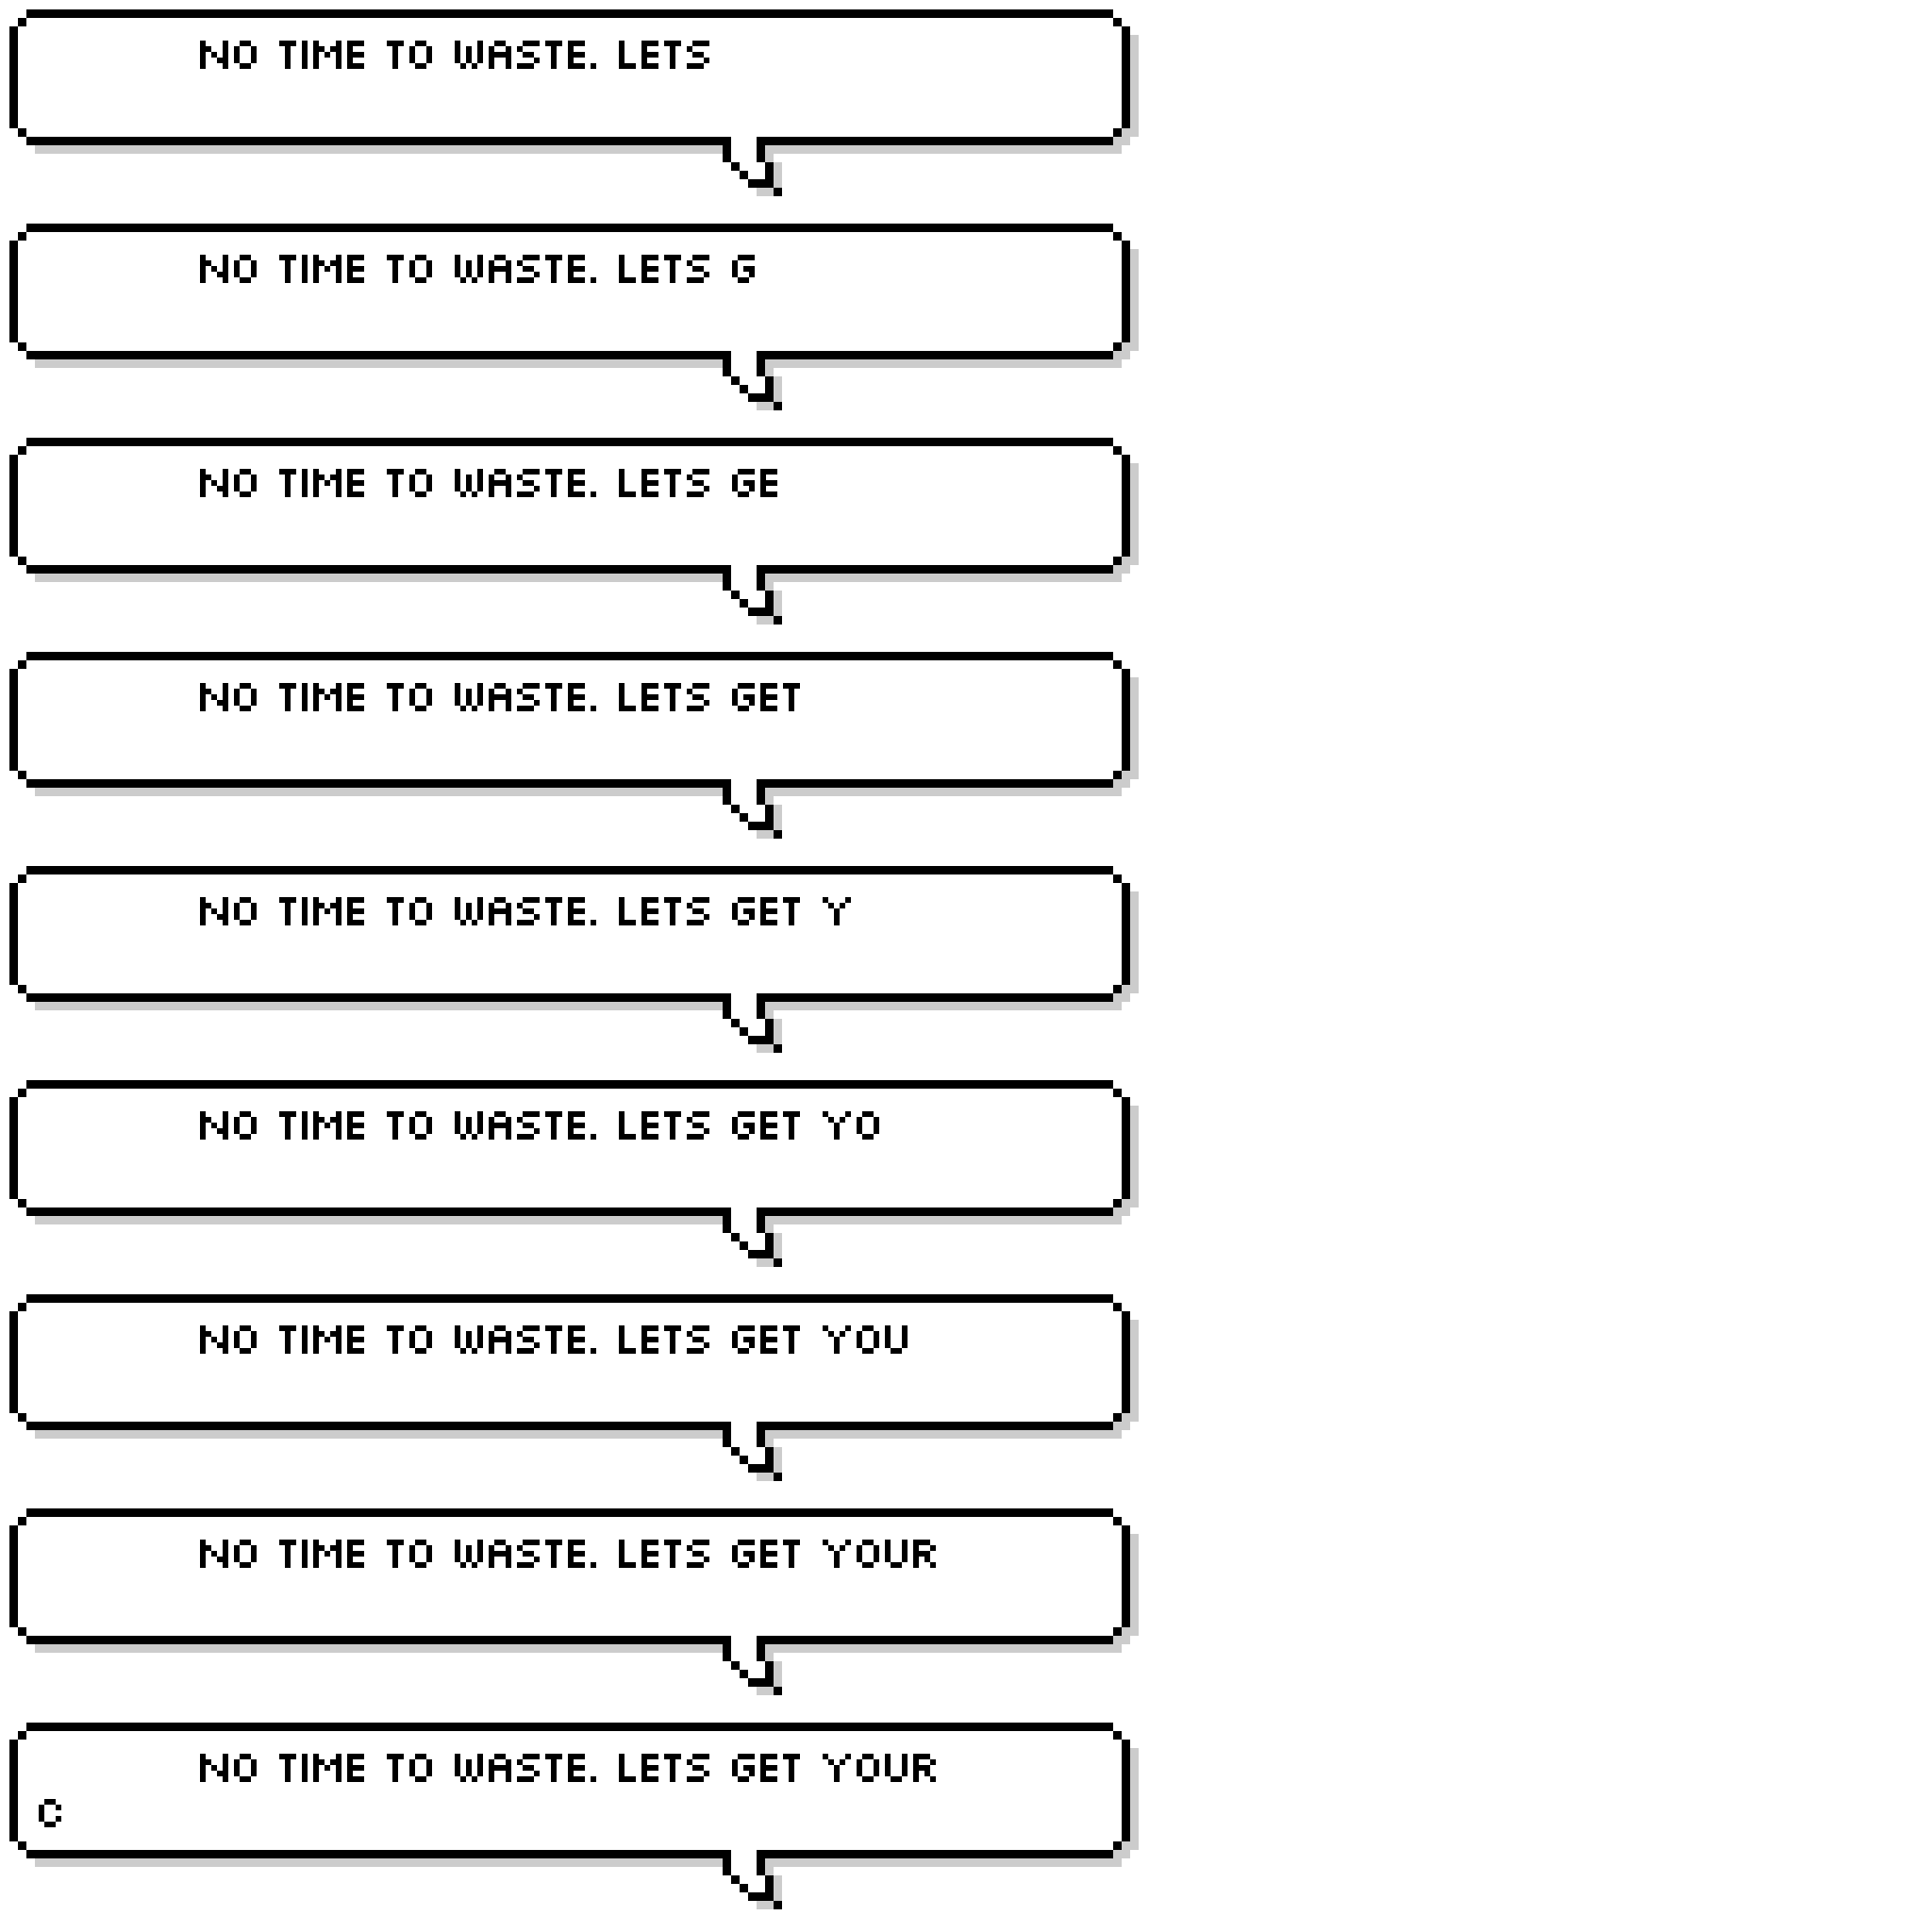 NO TIME TO WASTE. LETS
NO TIME TO WASTE. LETS G
NO TIME TO WASTE. LETS GE
NO TIME TO WASTE. LETS GET
NO TIME TO WASTE. LETS GET Y
NO TIME TO WASTE. LETS GET YO
NO TIME TO WASTE. LETS GET YOU
NO TIME TO WASTE. LETS GET YOUR
NO TIME TO WASTE. LETS GET YOUR
C